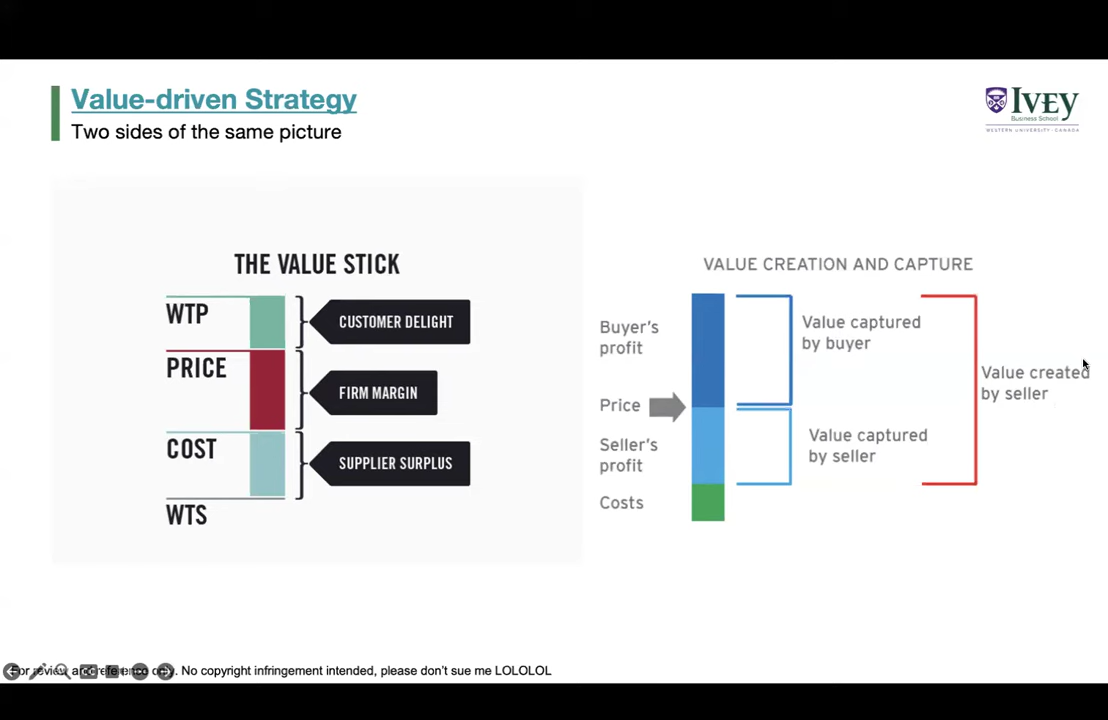 Value-driven Strategy
Two sides of the same picture
IVEY
Business School
WESTERN UNIVERSITY · CANADA
THE VALUE STICK
WTP
CUSTOMER DELIGHT
PRICE
FIRM MARGIN
COST
SUPPLIER SURPLUS
WTS
VALUE CREATION AND CAPTURE
Buyer's
profit
Value captured
by buyer
Value created
by seller
Price
Seller's
profit
Value captured
by seller
Costs
For review and reference only. No copyright infringement intended, please don't sue me LOLOLOL